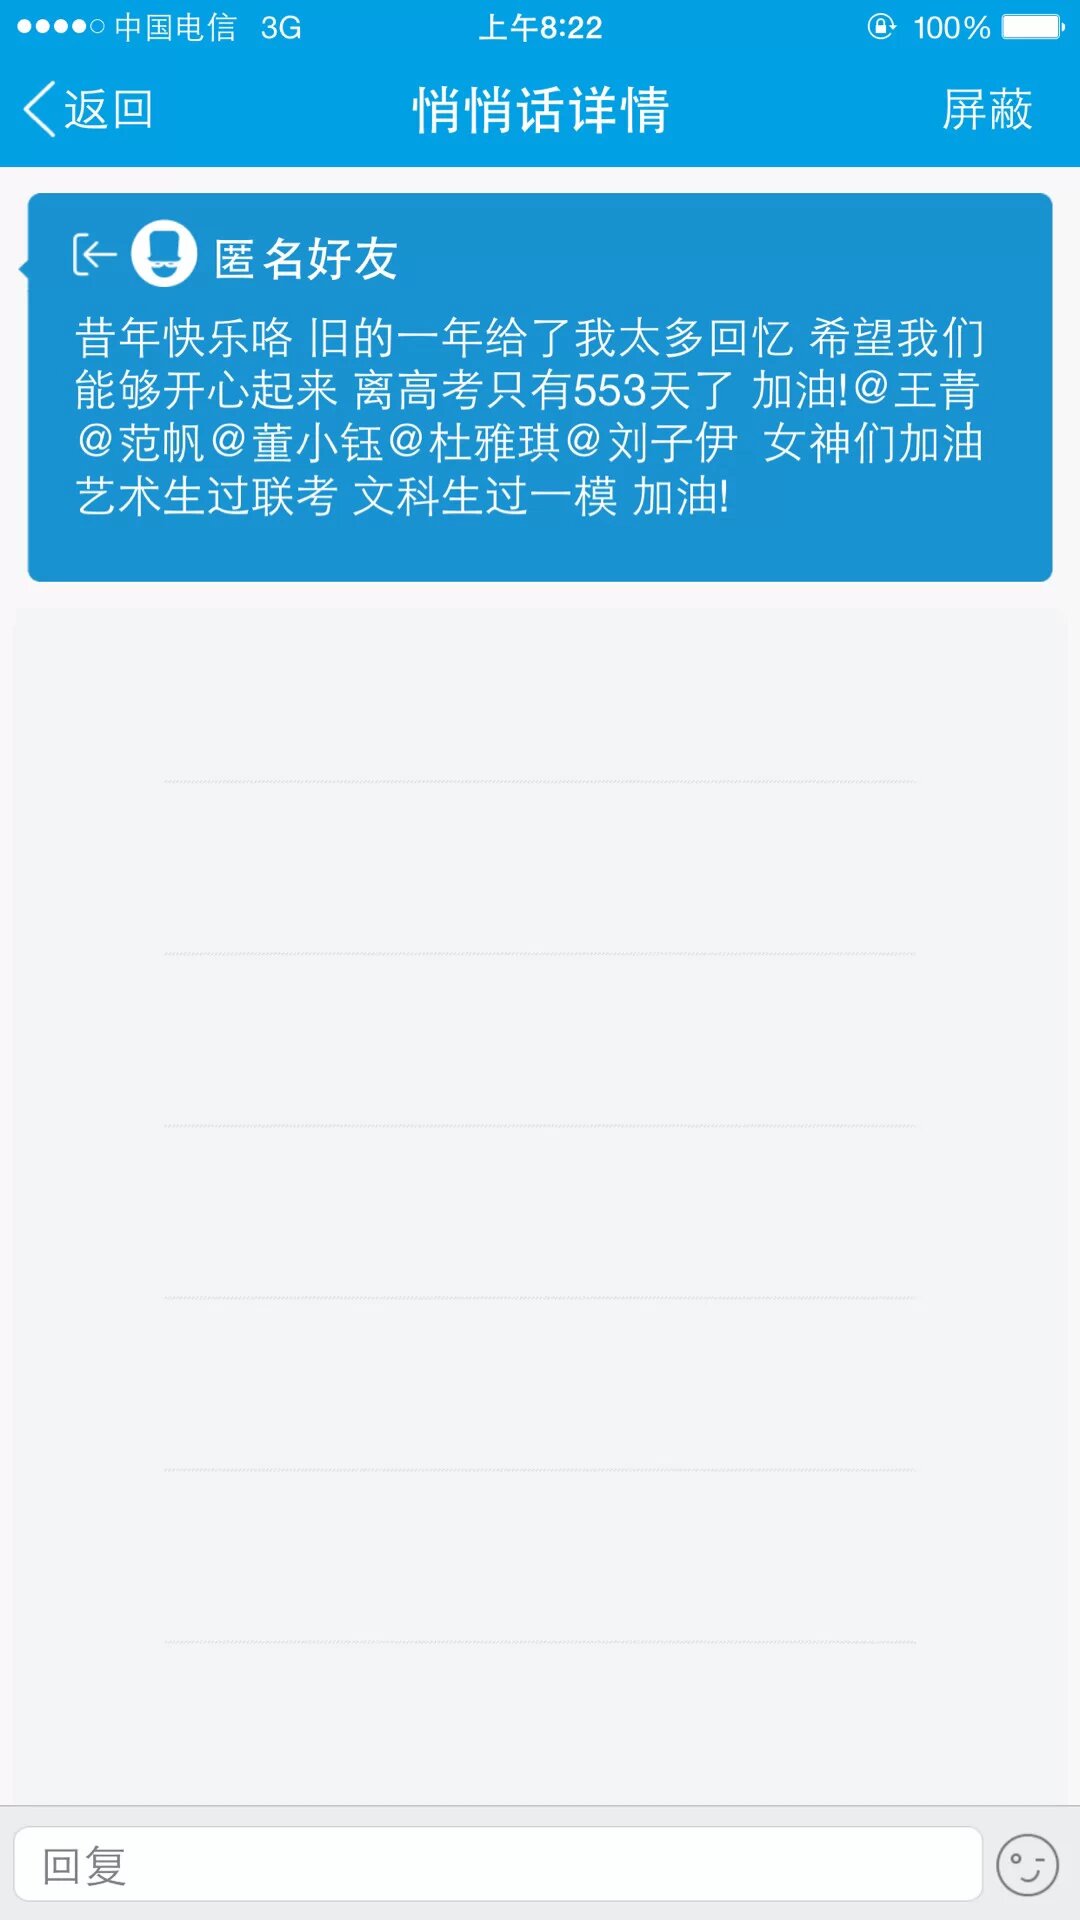 中国电信 3G 上午8:22 100%
返回 悄悄话详情 屏蔽
匿名好友
昔年快乐咯 旧的一年给了我太多回忆 希望我们
能够开心起来 离高考只有553天了 加油!@王青
@范帆@董小钰@杜雅琪@刘子伊 女神们加油
艺术生过联考 文科生过一模 加油!
回复